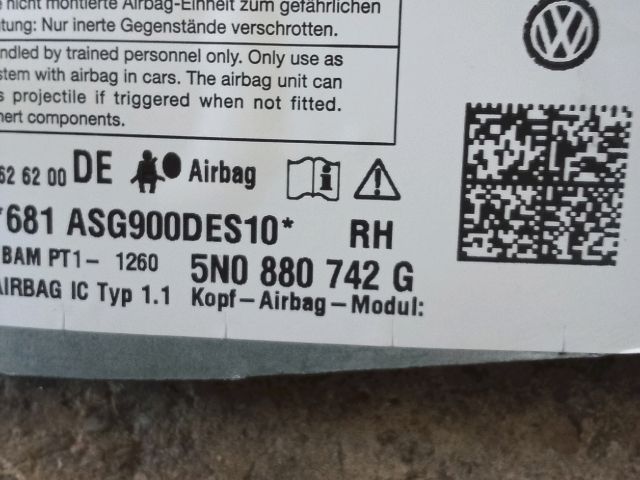 nicht montierte Airbag-Einheit zum gefährlichen
tung: Nur inerte Gegenstände verschrotten.
ndled by trained personnel only. Only use as
stem with airbag in cars. The airbag unit can
s projectile if triggered when not fitted.
nert components.
62 6200 DE Airbag
*681 ASG900DES10* RH
BAM PT1- 1260 5N0 880 742 G
AIRBAG IC Typ 1.1 Kopf-Airbag-Modul: